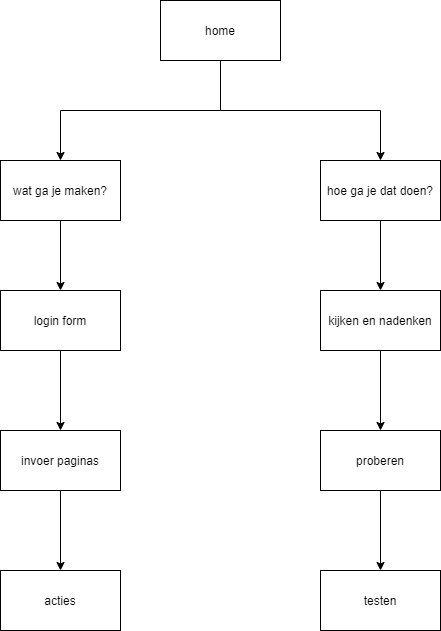 home
wat ga je maken?
hoe ga je dat doen?
login form
kijken en nadenken
invoer paginas
proberen
acties
testen